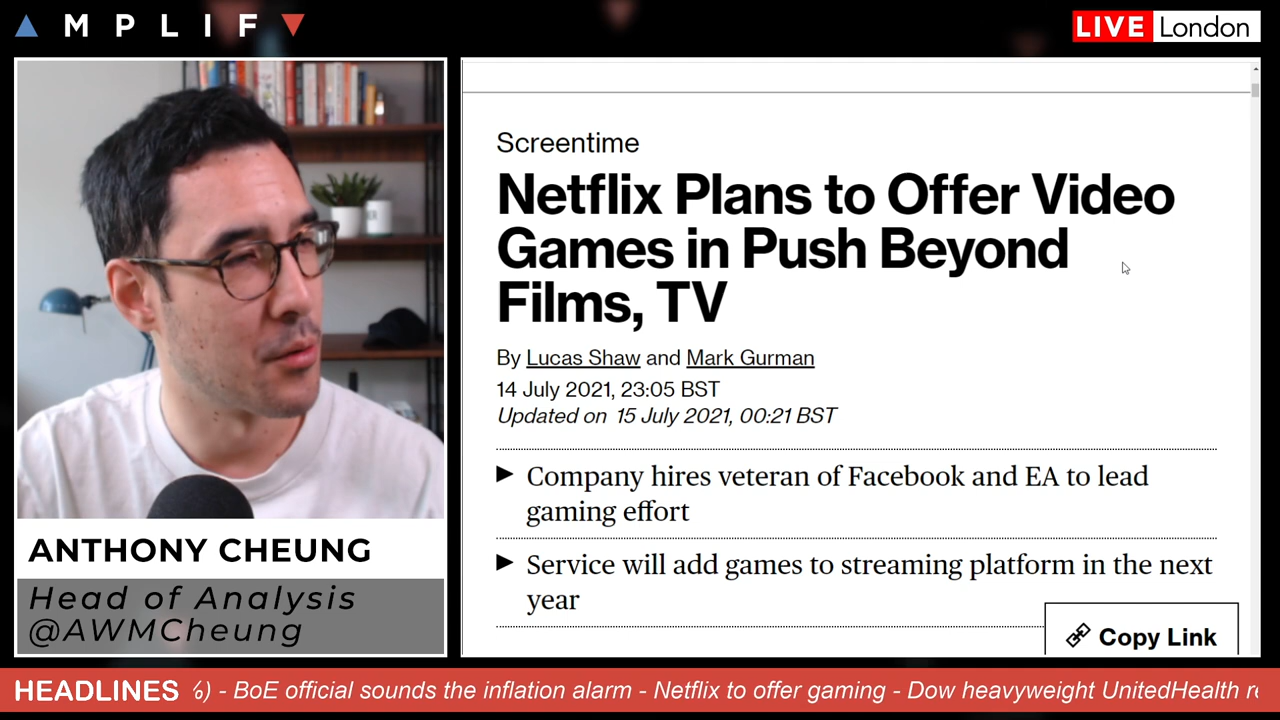 AMPLIFY
LIVE London
Screentime
Netflix Plans to Offer Video
Games in Push Beyond
Films, TV
By Lucas Shaw and Mark Gurman
14 July 2021, 23:05 BST
Updated on 15 July 2021, 00:21 BST
Company hires veteran of Facebook and EA to lead
gaming effort
Service will add games to streaming platform in the next
year
Copy Link
ANTHONY CHEUNG
Head of Analysis
@AWMCheung
HEADLINES %) - BoE official sounds the inflation alarm - Netflix to offer gaming - Dow heavyweight UnitedHealth